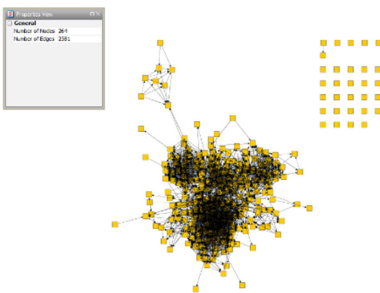 Properties View
General
Number of Nodes 264
Number of Edges 2381